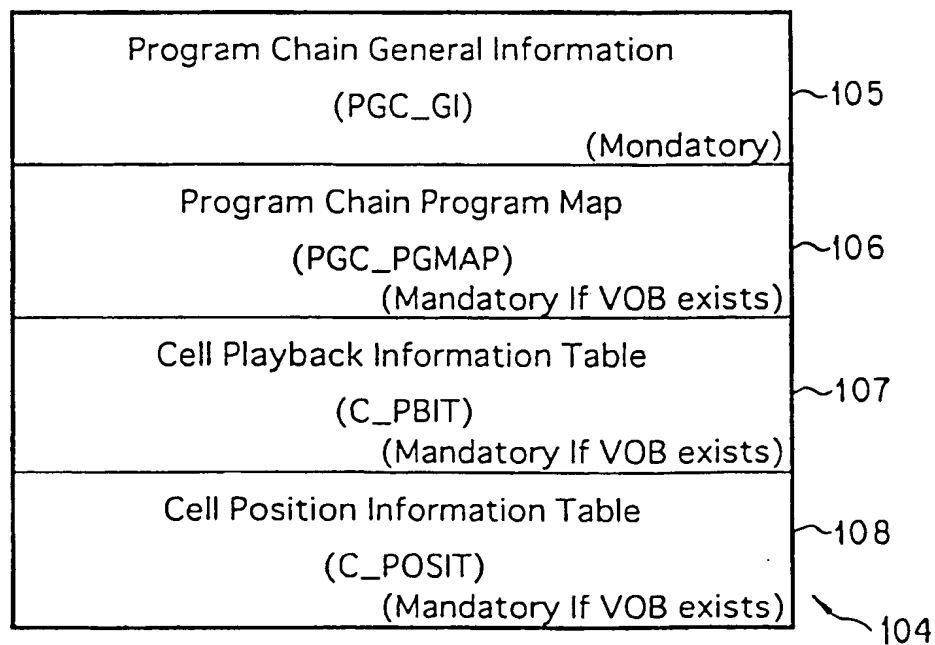 Program Chain General Information
(PGC_GI)
(Mondatory)
105
Program Chain Program Map
(PGC_PGMAP)
(Mandatory If VOB exists)
106
Cell Playback Information Table
(C_PBIT)
(Mandatory If VOB exists)
107
Cell Position Information Table
(C_POSIT)
(Mandatory If VOB exists)
108
104